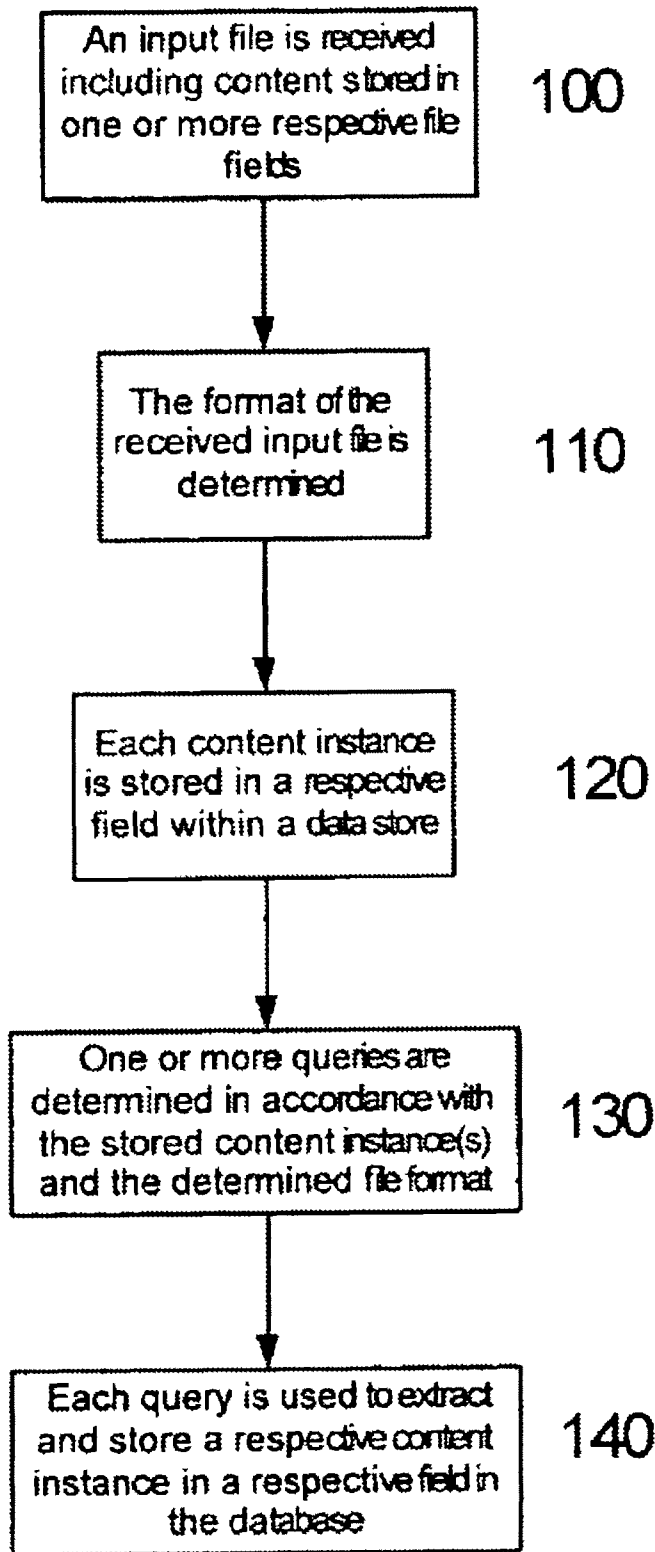 An input file is received
including content stored in
one or more respective file
fields
100
The format of the
received input file is
determined
110
Each content instance
is stored in a respective
field within a data store
120
One or more queries are
determined in accordance with
the stored content instance(s)
and the determined file format
130
Each query is used to extract
and store a respective content
instance in a respective field in
the database
140